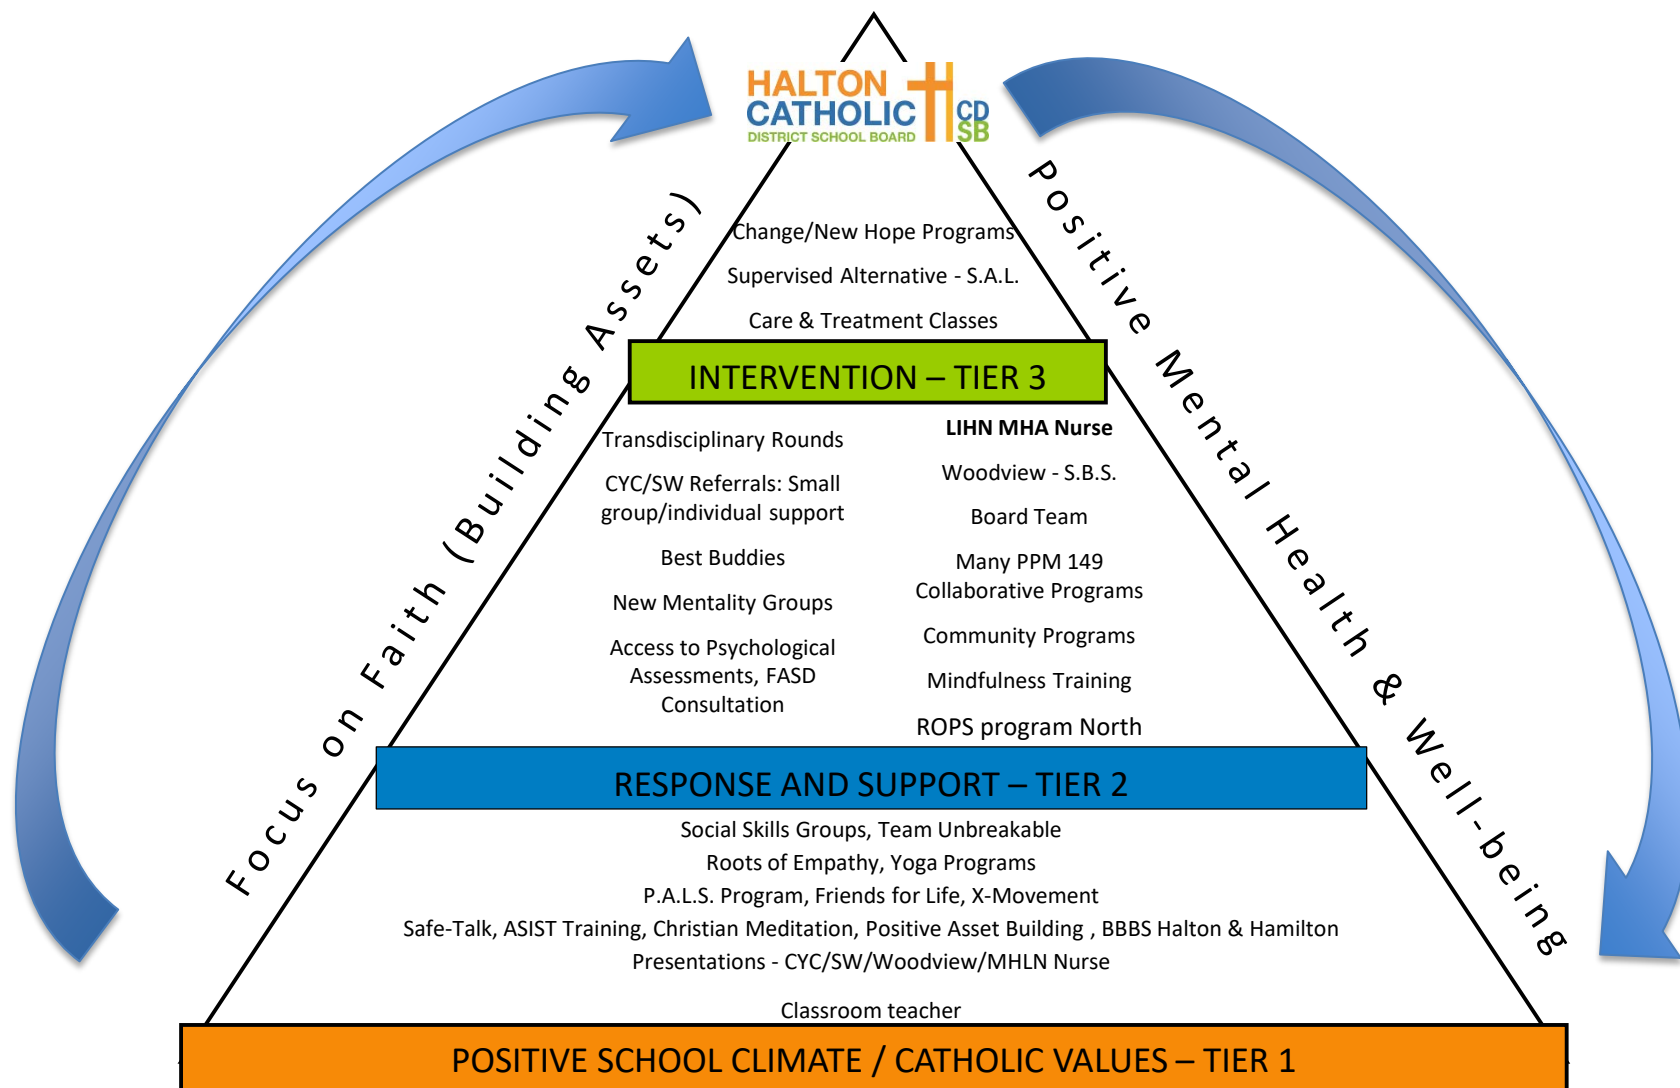 HALTON
CATHOLIC
DISTRICT SCHOOL BOARD
CD
SB
Focus on Faith (Building Assets)
Positive Mental Health & Well-being
Change/New Hope Programs
Supervised Alternative - S.A.L.
Care & Treatment Classes
INTERVENTION – TIER 3
Transdisciplinary Rounds
CYC/SW Referrals: Small
group/individual support
Best Buddies
New Mentality Groups
Access to Psychological
Assessments, FASD
Consultation
LIHN MHA Nurse
Woodview - S.B.S.
Board Team
Many PPM 149
Collaborative Programs
Community Programs
Mindfulness Training
ROPS program North
RESPONSE AND SUPPORT – TIER 2
Social Skills Groups, Team Unbreakable
Roots of Empathy, Yoga Programs
P.A.L.S. Program, Friends for Life, X-Movement
Safe-Talk, ASIST Training, Christian Meditation, Positive Asset Building , BBBS Halton & Hamilton
Presentations - CYC/SW/Woodview/MHLN Nurse
Classroom teacher
POSITIVE SCHOOL CLIMATE / CATHOLIC VALUES – TIER 1